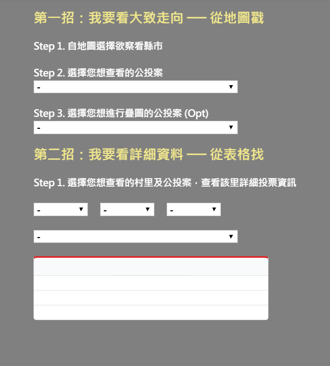 第一招：我要看大致走向 —— 從地圖戳
Step 1. 自地圖選擇欲察看縣市
Step 2. 選擇您想查看的公投案
-
Step 3. 選擇您想進行疊圖的公投案 (Opt)
-
第二招：我要看詳細資料 —— 從表格找
Step 1. 選擇您想查看的村里及公投案，查看該里詳細投票資訊
- - -
-